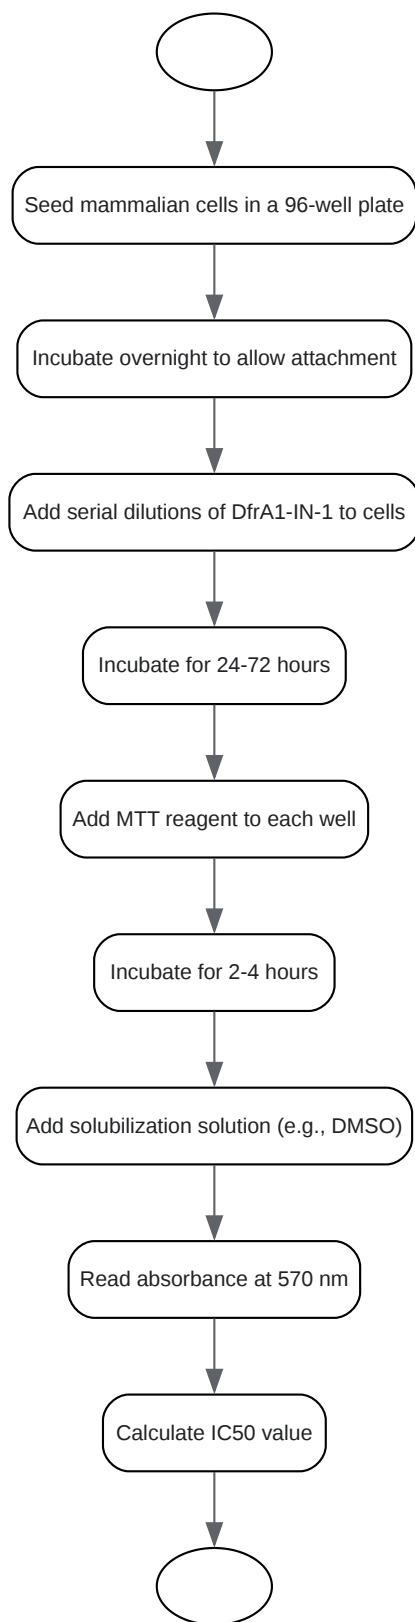 Seed mammalian cells in a 96-well plate
Incubate overnight to allow attachment
Add serial dilutions of DfrA1-IN-1 to cells
Incubate for 24-72 hours
Add MTT reagent to each well
Incubate for 2-4 hours
Add solubilization solution (e.g., DMSO)
Read absorbance at 570 nm
Calculate IC50 value